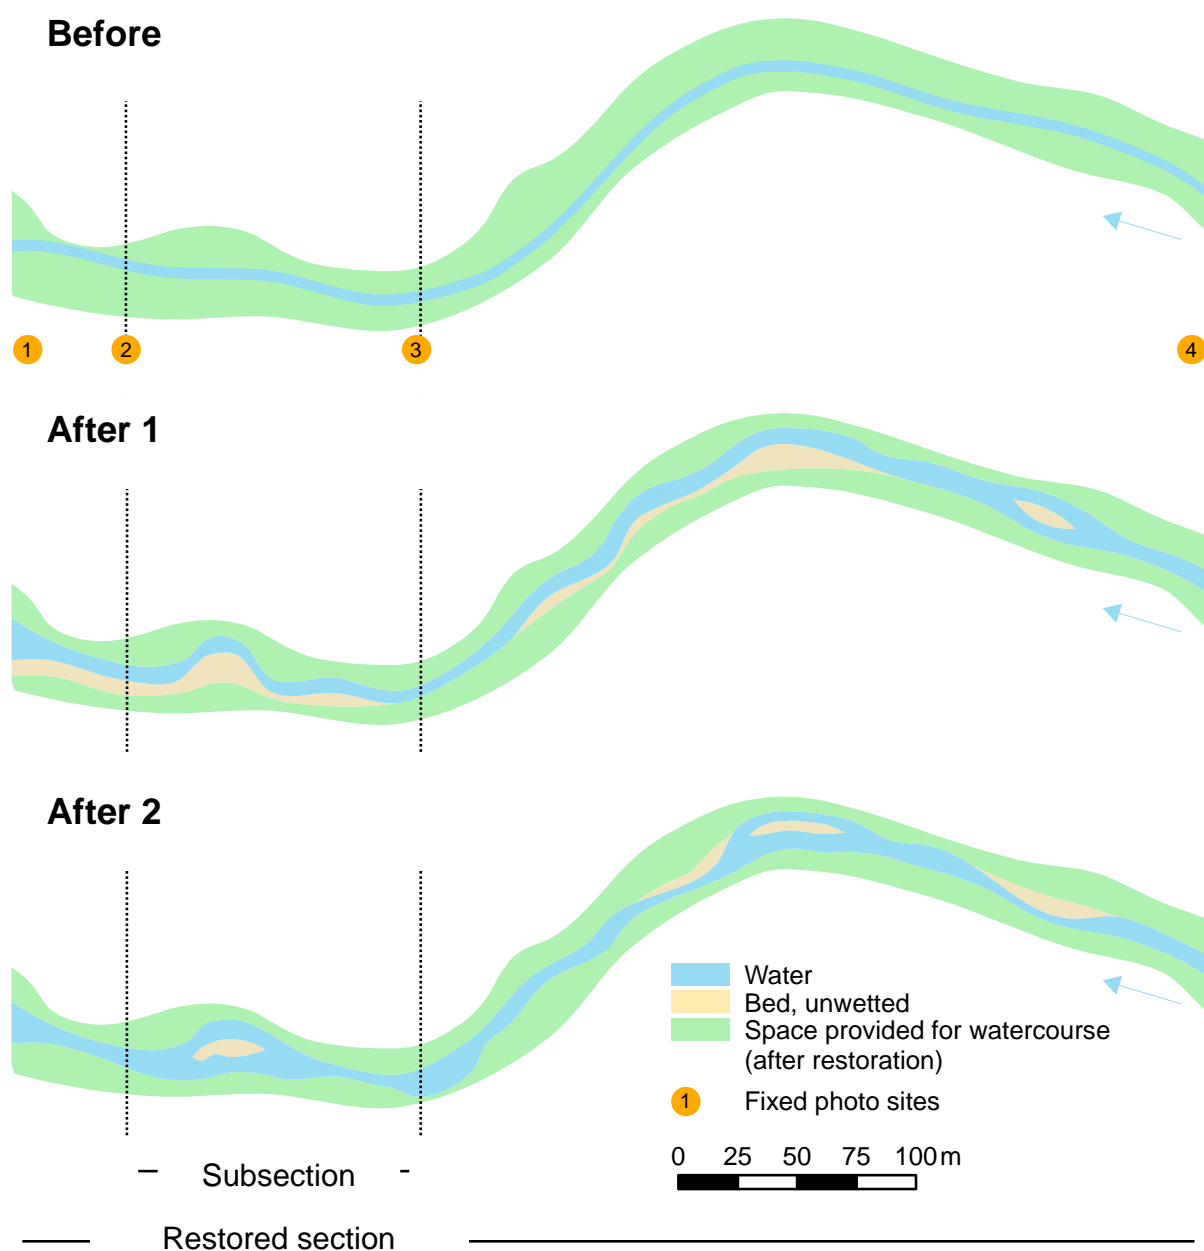 Before
1
2
3
4
After 1
After 2
Water
Bed, unwetted
Space provided for watercourse
(after restoration)
1 Fixed photo sites
0 25 50 75 100 m
Subsection
Restored section